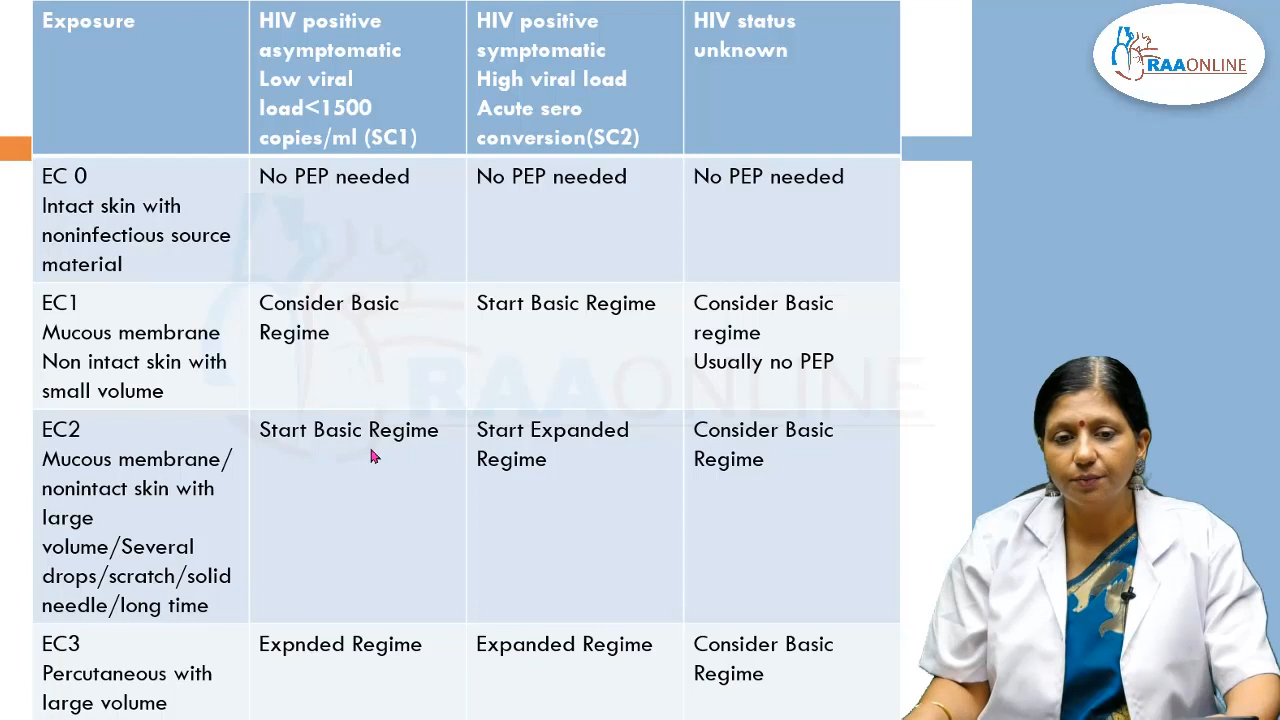 Exposure
HIV positive
asymptomatic
Low viral
load<1500
copies/ml (SC1)
HIV positive
symptomatic
High viral load
Acute sero
conversion(SC2)
HIV status
unknown
EC 0
Intact skin with
noninfectious source
material
No PEP needed
No PEP needed
No PEP needed
EC1
Mucous membrane
Non intact skin with
small volume
Consider Basic
Regime
Start Basic Regime
Consider Basic
regime
Usually no PEP
EC2
Mucous membrane/
nonintact skin with
large
volume/Several
drops/scratch/solid
needle/long time
Start Basic Regime
Start Expanded
Regime
Consider Basic
Regime
EC3
Percutaneous with
large volume
Expnded Regime
Expanded Regime
Consider Basic
Regime
RAAONLINE
RAAONLINE